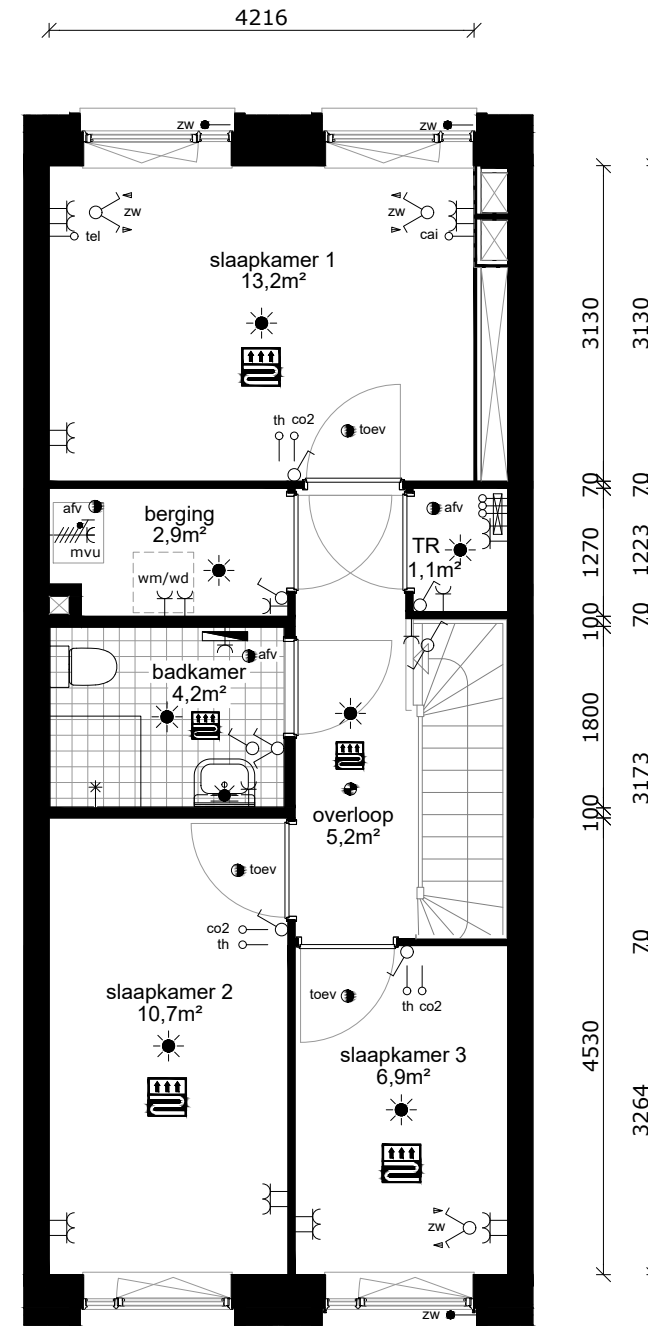 4216
zw
zw
zw
zw
tel
cai
slaapkamer 1
13,2m²
th co2
toev
3130
3130
70
70
afv
mvu
berging
2,9m²
wm/wd
afv
TR
1,1m²
1270
1223
100
70
afv
badkamer
4,2m²
1800
3173
overloop
5,2m²
100
toev
co2
th
70
slaapkamer 2
10,7m²
toev
th co2
slaapkamer 3
6,9m²
4530
3264
zw
zw